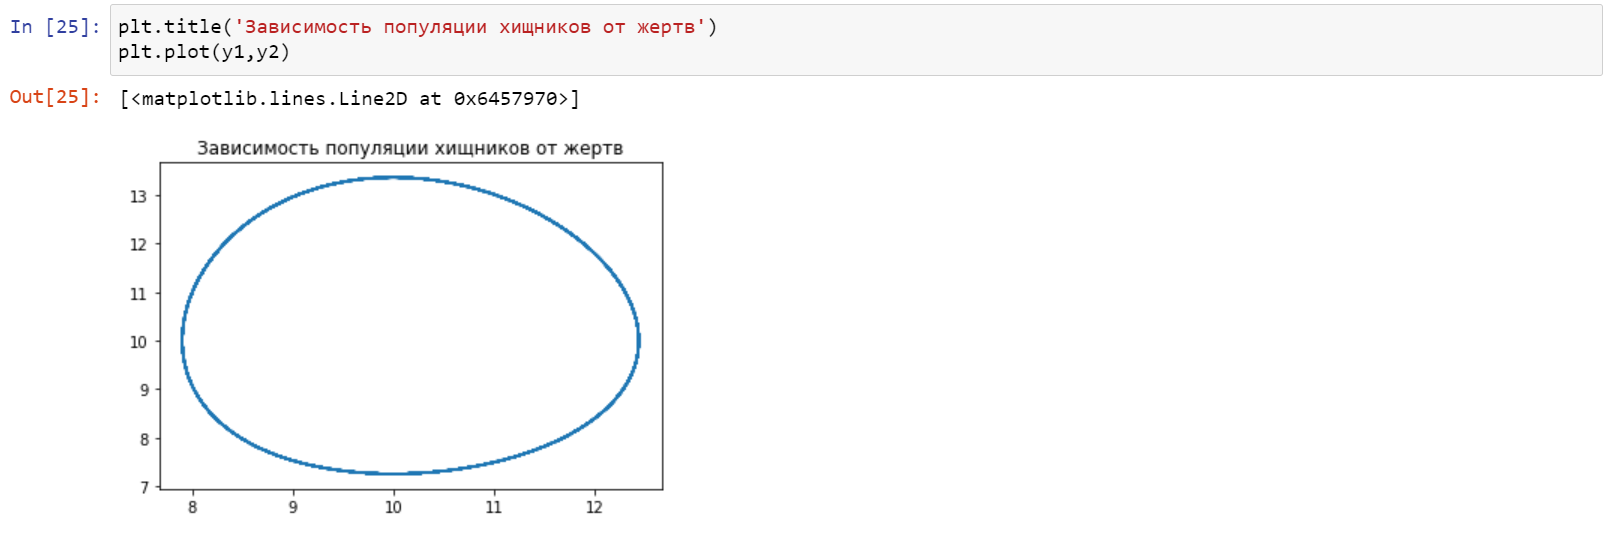 In [25]: plt.title('Зависимость популяции хищников от жертв')
plt.plot(y1,y2)
Out[25]: [<matplotlib.lines.Line2D at 0x6457970>]
Зависимость популяции хищников от жертв
13
12
11
10
9
8
7
8 9 10 11 12